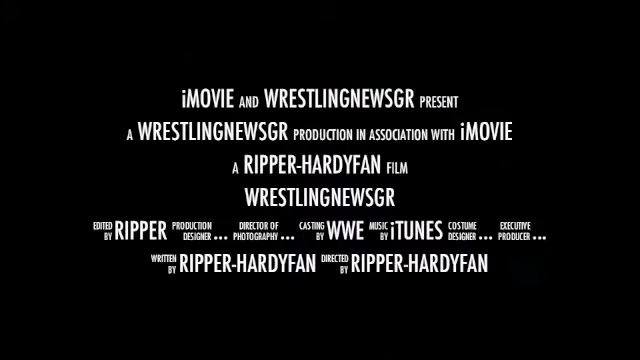 iMOVIE AND WRESTLINGNEWSGR PRESENT
A WRESTLINGNEWSGR PRODUCTION IN ASSOCIATION WITH iMOVIE
A RIPPER-HARDYFAN FILM
WRESTLINGNEWSGR
EDITED BY RIPPER PRODUCTION DESIGNER ... DIRECTOR OF PHOTOGRAPHY ... CASTING BY WWE MUSIC BY iTUNES COSTUME DESIGNER ... EXECUTIVE PRODUCER ...
WRITTEN BY RIPPER-HARDYFAN DIRECTED BY RIPPER-HARDYFAN